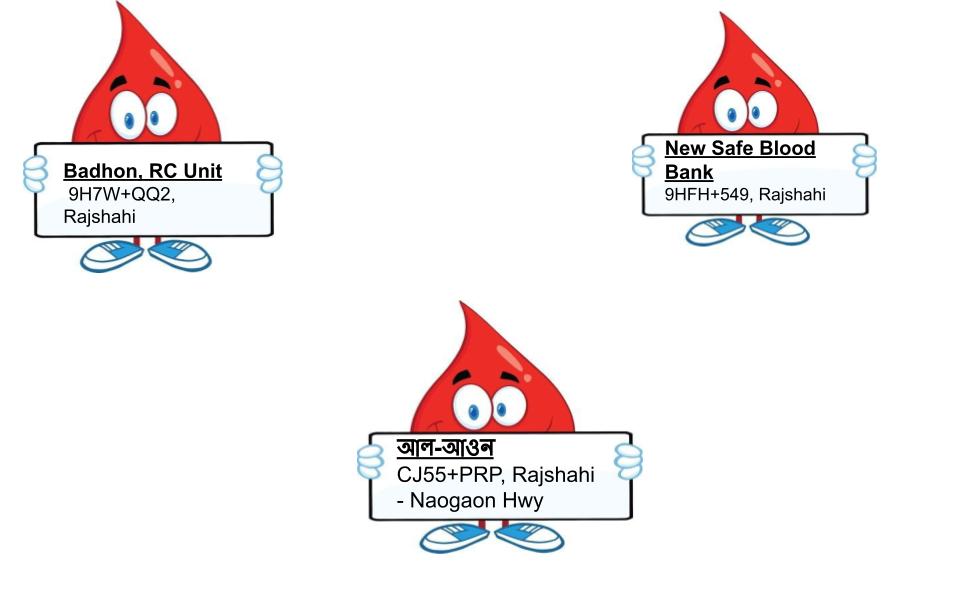 Badhon, RC Unit
9H7W+QQ2,
Rajshahi
New Safe Blood
Bank
9HFH+549, Rajshahi
আল-আওন
CJ55+PRP, Rajshahi
- Naogaon Hwy